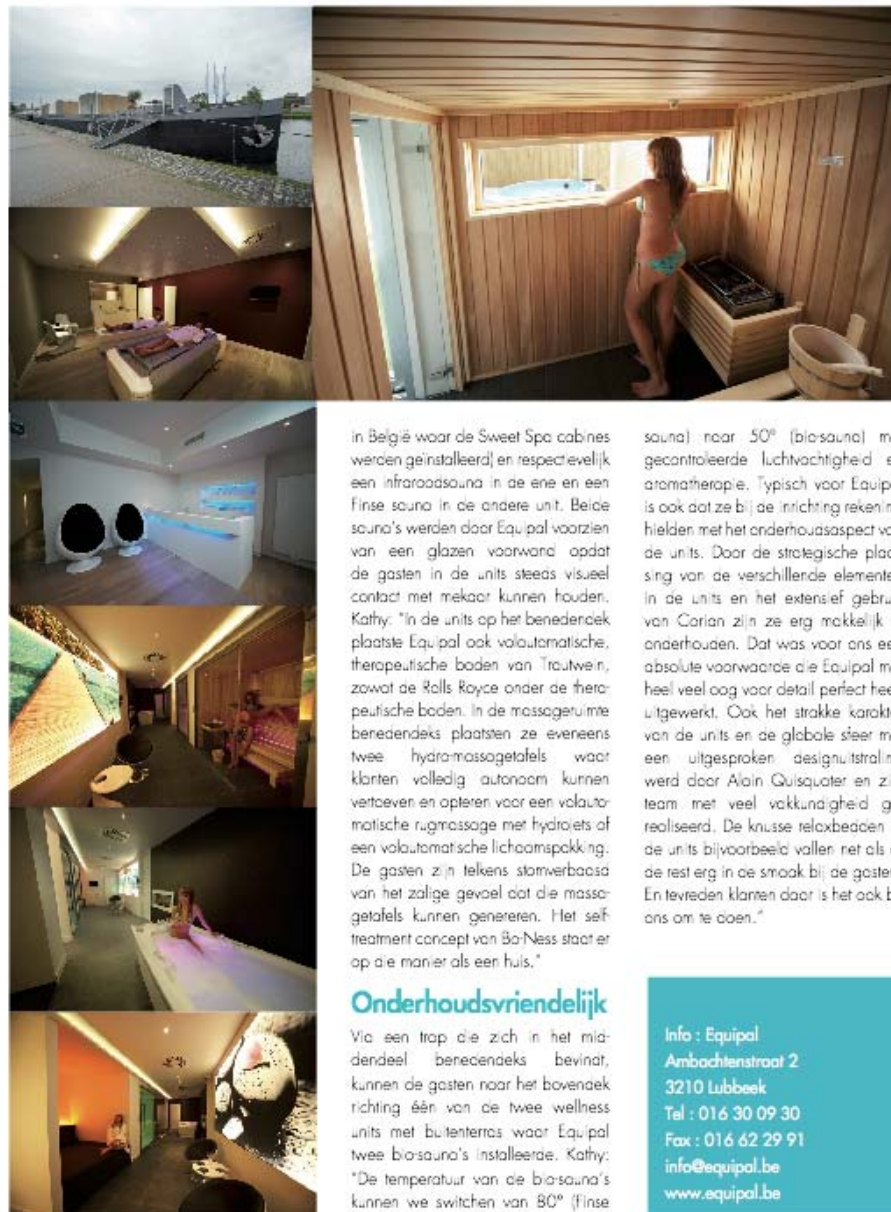 in België waar de Sweet Spa cabines
werden geïnstalleerd) en respectievelijk
een infraroodsauna in de ene en een
Finse sauna in de andere unit. Beide
sauna's werden door Equipal voorzien
van een glazen voorwand opdat
de gasten in de units steeds visueel
contact met mekaar kunnen houden.
Kathy: "In de units op het benedendek
plaatste Equipal ook volautomatische,
therapeutische baden van Trautwein,
zowat de Rolls Royce onder de thera-
peutische baden. In de massageruimte
benedendeks plaatsten ze eveneens
twee hydro-massagetafels waar
klanten volledig autonoom kunnen
vertoeven en opteren voor een volauto-
matische rugmassage met hydrojets of
een volautomatische lichaamspakking.
De gasten zijn telkens stomverbaasd
van het zalige gevoel dat die massa-
getafels kunnen genereren. Het self-
treatment concept van Bo-Ness staat er
op die manier als een huis."
Onderhoudsvriendelijk
Via een trap die zich in het mid-
dendeel benedendeks bevindt,
kunnen de gasten naar het bovendek
richting één van de twee wellness
units met buitenterras waar Equipal
twee bio-sauna's installeerde. Kathy:
"De temperatuur van de bio-sauna's
kunnen we switchen van 80° (Finse
sauna) naar 50° (bio-sauna) m
gecontroleerde luchtvochtigheid e
aromatherapie. Typisch voor Equip
is ook dat ze bij de inrichting rekenin
hielden met het onderhoudsaspect va
de units. Door de strategische plaa
sing van de verschillende elemente
in de units en het extensief gebru
van Corian zijn ze erg makkelijk
onderhouden. Dat was voor ons ee
absolute voorwaarde die Equipal m
heel veel oog voor detail perfect hee
uitgewerkt. Ook het strakke karakt
van de units en de globale sfeer m
een uitgesproken designuitstralin
werd door Alain Quisquater en zi
team met veel vakkundigheid g
realiseerd. De knusse relaxbedden
de units bijvoorbeeld vallen net als
de rest erg in de smaak bij de gaste
En tevreden klanten daar is het ook b
ons om te doen."
Info : Equipal
Ambachtenstraat 2
3210 Lubbeek
Tel : 016 30 09 30
Fax : 016 62 29 91
info@equipal.be
www.equipal.be